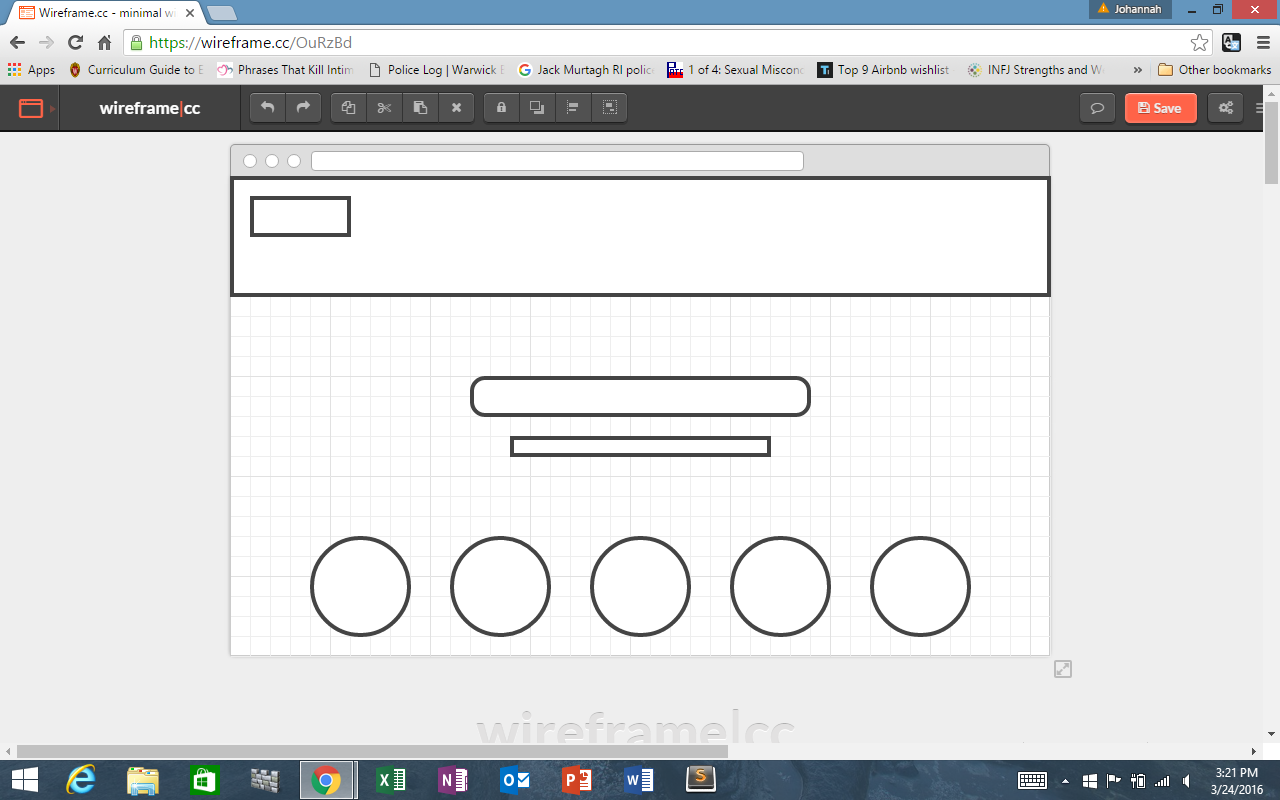 Wireframe.cc - minimal wi
Johannah
https://wireframe.cc/OuRzBd
Apps
Curriculum Guide to E
Phrases That Kill Intim
Police Log | Warwick B
Jack Murtagh RI polic
1 of 4: Sexual Miscon
Top 9 Airbnb wishlist
INFJ Strengths and W
»
Other bookmarks
wireframe|cc
Save
wireframe|cc
3:21 PM
3/24/2016